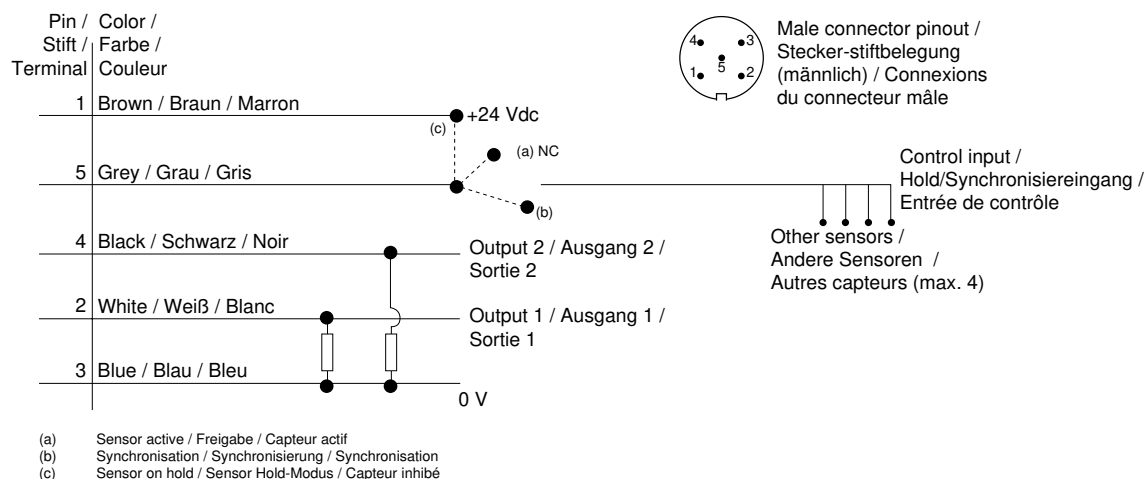 Pin / Color /
Stift / Farbe /
Terminal Couleur
1 Brown / Braun / Marron
5 Grey / Grau / Gris
4 Black / Schwarz / Noir
2 White / Weiß / Blanc
3 Blue / Blau / Bleu
(c) +24 Vdc
(a) NC
(b)
Output 2 / Ausgang 2 /
Sortie 2
Output 1 / Ausgang 1 /
Sortie 1
0 V
4 3
5
1 2
Male connector pinout /
Stecker-stiftbelegung
(männlich) / Connexions
du connecteur mâle
Control input /
Hold/Synchronisiereingang /
Entrée de contrôle
Other sensors /
Andere Sensoren /
Autres capteurs (max. 4)
(a) Sensor active / Freigabe / Capteur actif
(b) Synchronisation / Synchronisierung / Synchronisation
(c) Sensor on hold / Sensor Hold-Modus / Capteur inhibé